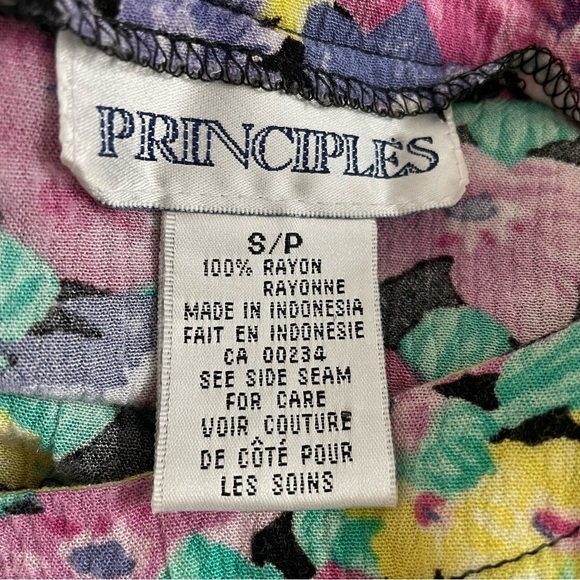 PRINCIPLES
S/P
100% RAYON
RAYONNE
MADE IN INDONESIA
FAIT EN INDONESIE
CA 00234
SEE SIDE SEAM
FOR CARE
VOIR COUTURE
DE CÔTÉ POUR
LES SOINS